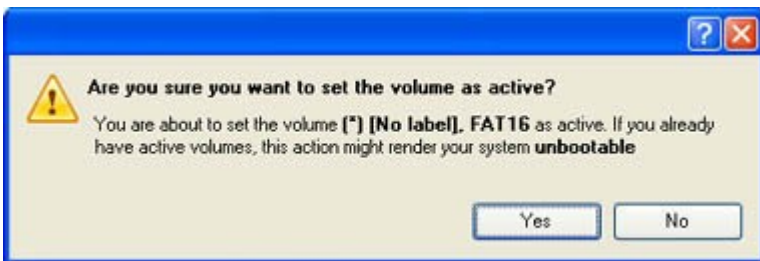 Are you sure you want to set the volume as active?
You are about to set the volume (*) [No label], FAT16 as active. If you already
have active volumes, this action might render your system unbootable
Yes No